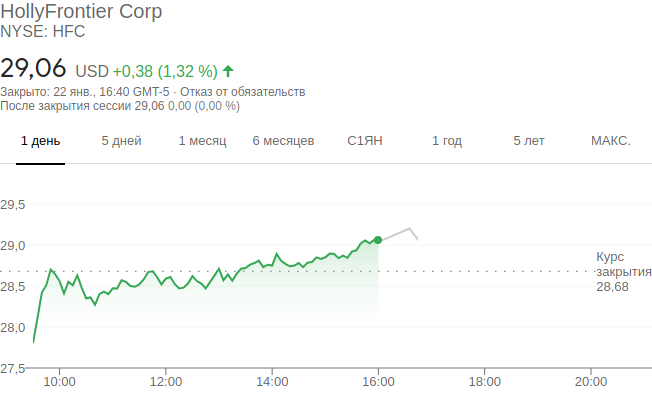 HollyFrontier Corp
NYSE: HFC
29,06 USD +0,38 (1,32 %)
Закрыто: 22 янв., 16:40 GMT-5 · Отказ от обязательств
После закрытия сессии 29,06 0,00 (0,00 %)
1 день 5 дней 1 месяц 6 месяцев С1ЯН 1 год 5 лет МАКС.
29,5
29,0
Курс
закрытия
28,5
28,68
28,0
27,5
10:00 12:00 14:00 16:00 18:00 20:00